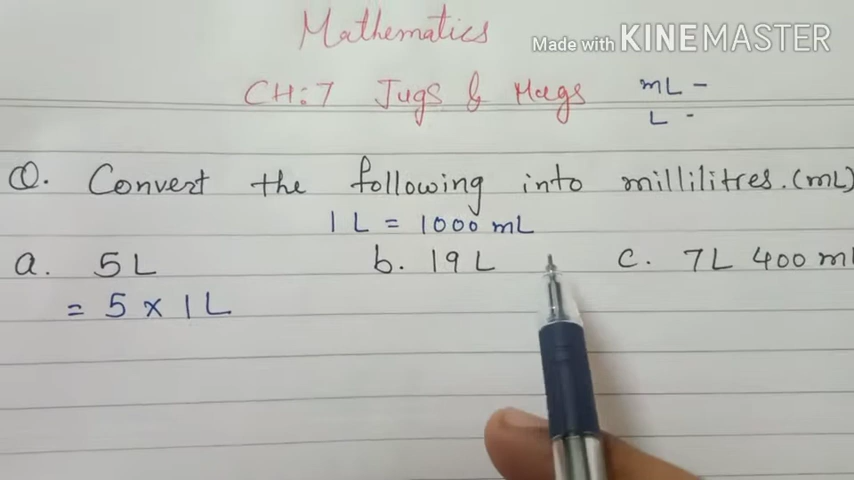 Mathematics
Made with KINEMASTER
CH:7 Jugs & Mugs mL -
L -
Q. Convert the following into millilitres. (mL)
1 L = 1000 mL
a. 5L b. 19 L c. 7L 400 ml
= 5 × 1 L